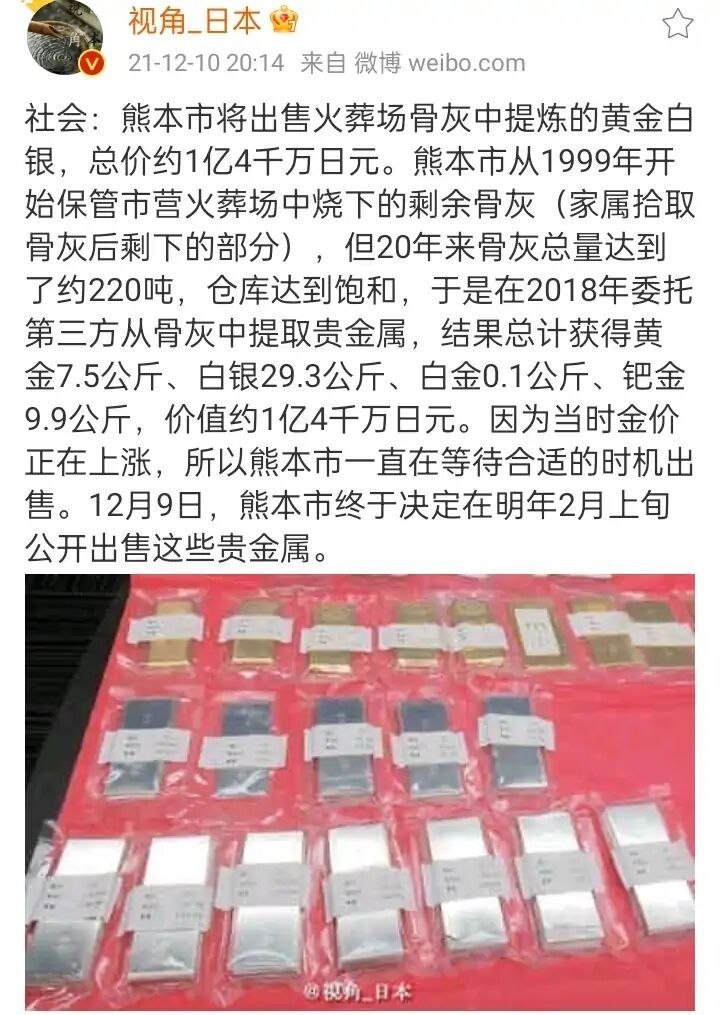 视角_日本
21-12-10 20:14 来自 微博 weibo.com
社会：熊本市将出售火葬场骨灰中提炼的黄金白
银，总价约1亿4千万日元。熊本市从1999年开
始保管市营火葬场中烧下的剩余骨灰（家属拾取
骨灰后剩下的部分），但20年来骨灰总量达到
了约220吨，仓库达到饱和，于是在2018年委托
第三方从骨灰中提取贵金属，结果总计获得黄
金7.5公斤、白银29.3公斤、白金0.1公斤、钯金
9.9公斤，价值约1亿4千万日元。因为当时金价
正在上涨，所以熊本市一直在等待合适的时机出
售。12月9日，熊本市终于决定在明年2月上旬
公开出售这些贵金属。
@視角_日本